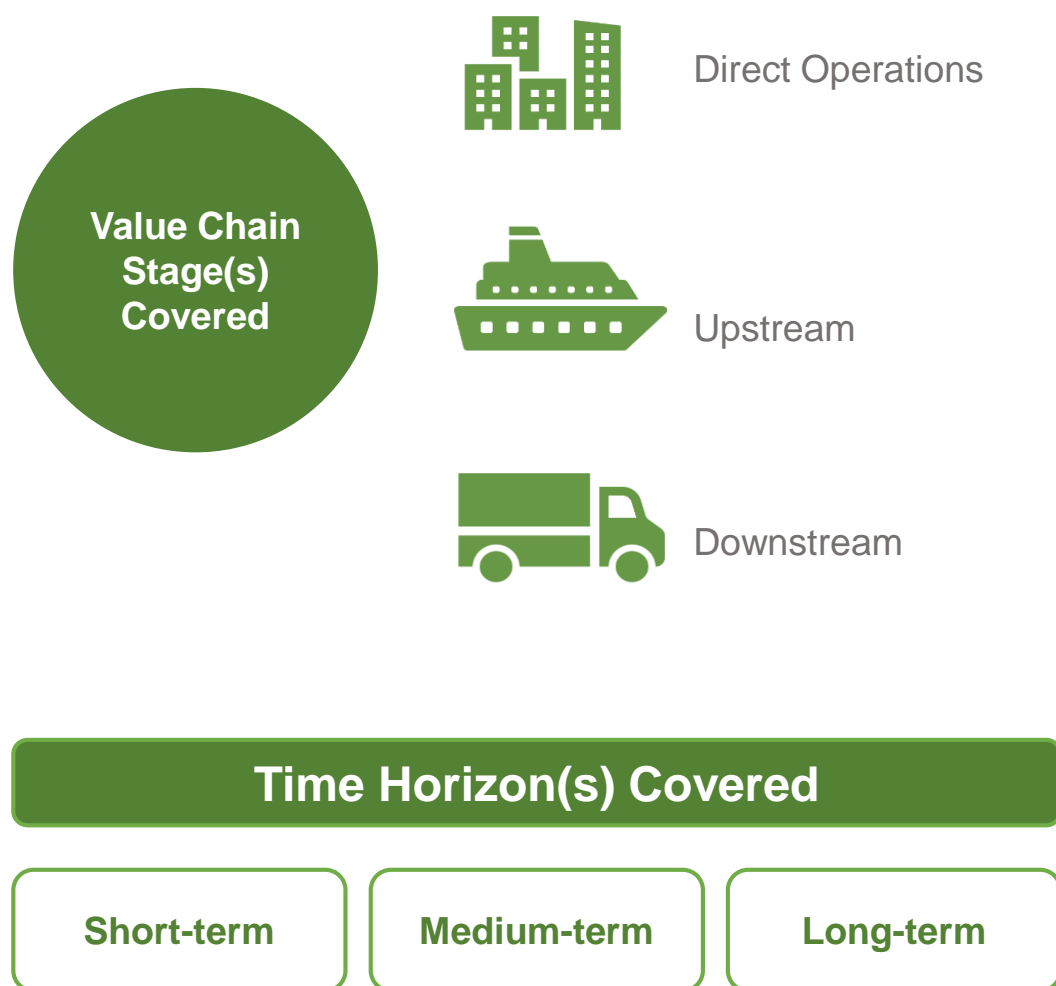 Direct Operations
Value Chain
Stage(s)
Covered
Upstream
Downstream
Time Horizon(s) Covered
Short-term
Medium-term
Long-term